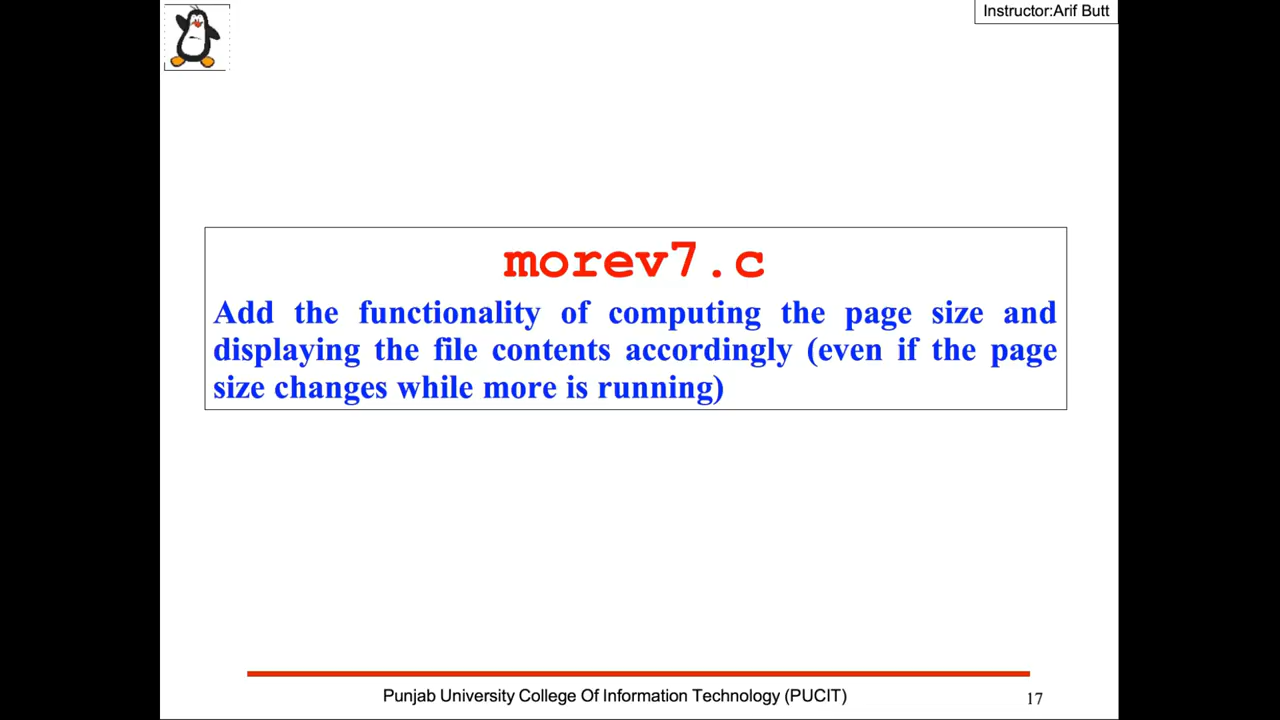 Instructor:Arif Butt
morev7.c
Add the functionality of computing the page size and
displaying the file contents accordingly (even if the page
size changes while more is running)
Punjab University College Of Information Technology (PUCIT)
17